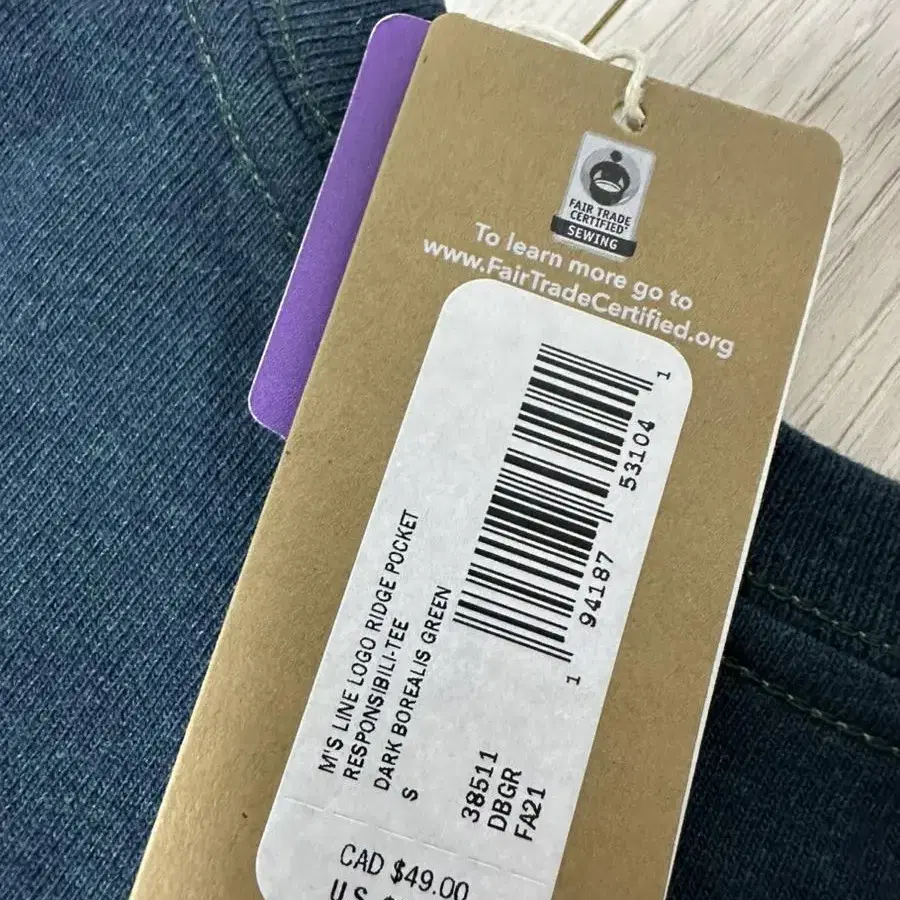 FAIR TRADE
CERTIFIED
SEWING
To learn more go to
www.FairTradeCertified.org
1 94187 53104 1
M'S LINE LOGO RIDGE POCKET
RESPONSIBILI-TEE
DARK BOREALIS GREEN
S
38511
DBGR
FA21
CAD $49.00
U.S.